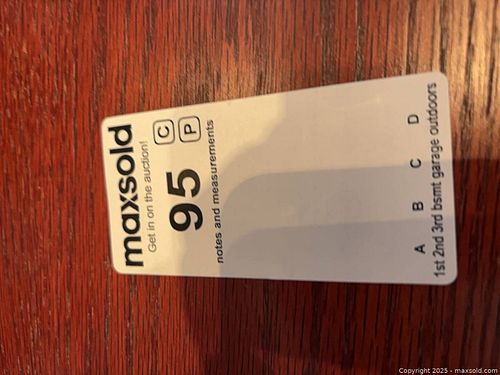 maxsold
Get in on the auction!
95
C
P
notes and measurements
A B C D
1st 2nd 3rd bsmt garage outdoors
Copyright 2025 - maxsold.com